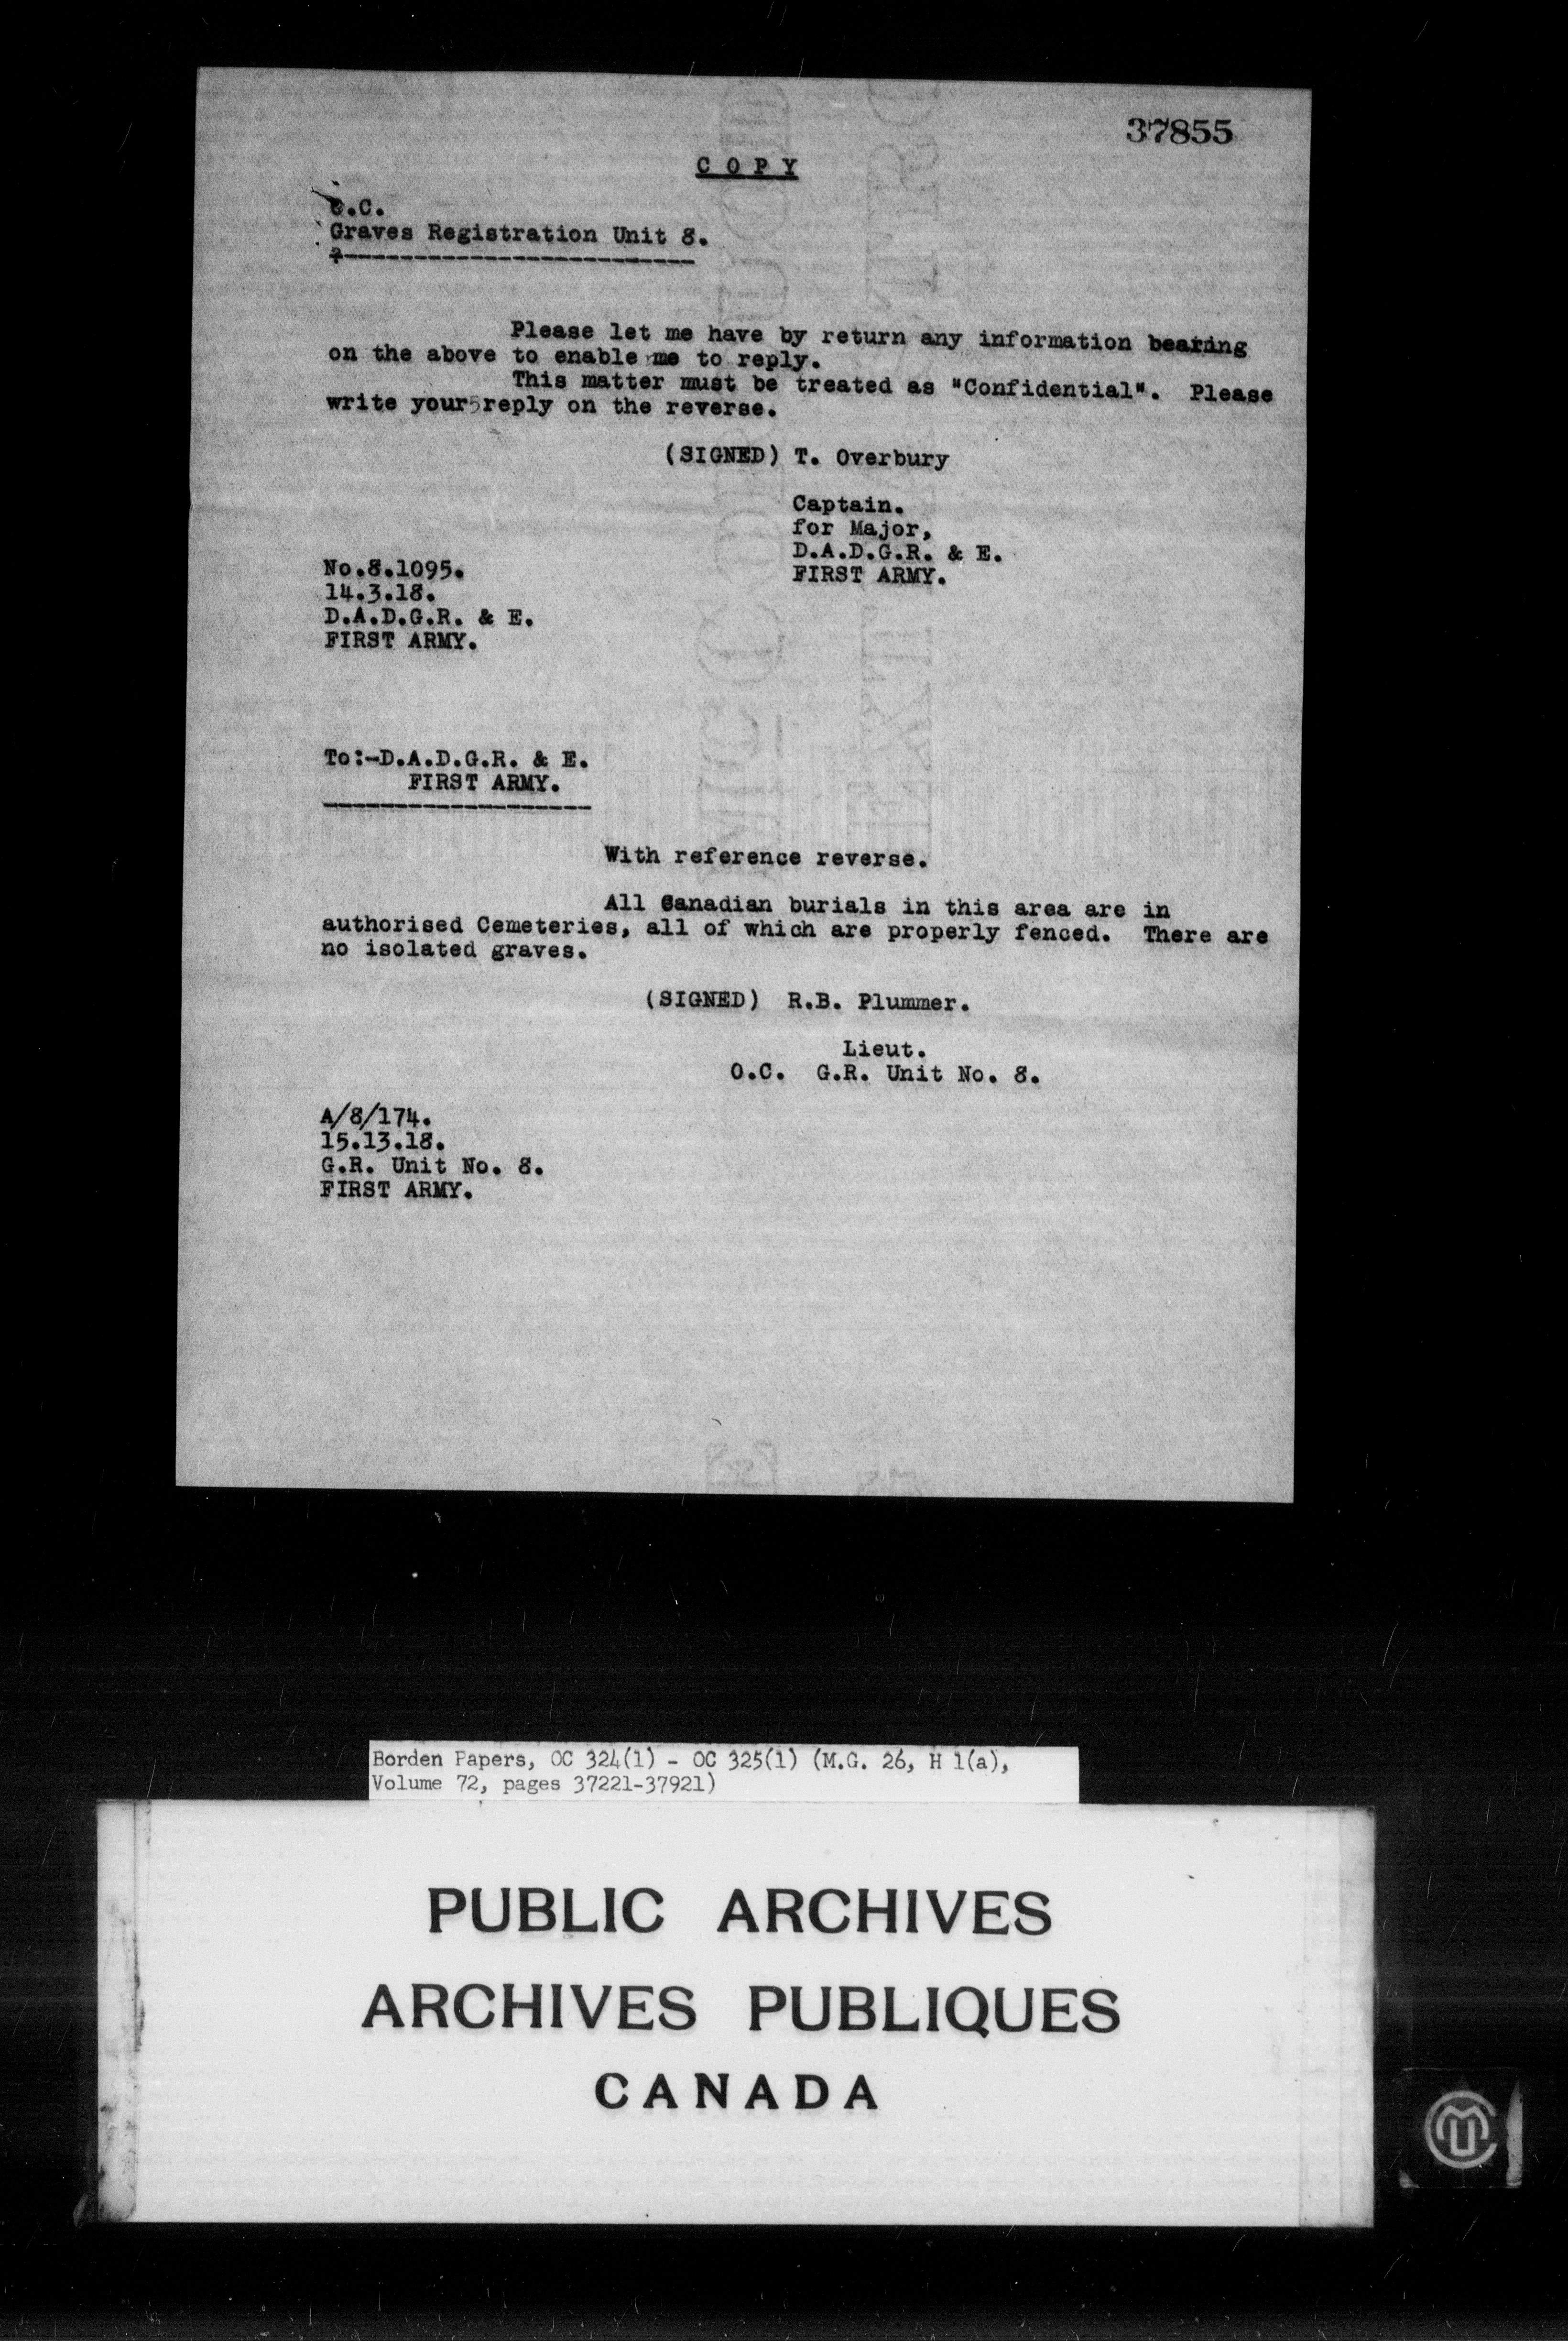 37855
C O P Y
O.C.
Graves Registration Unit 8.
Please let me have by return any information bearing
on the above to enable me to reply.
This matter must be treated as "Confidential". Please
write your reply on the reverse.
(SIGNED) T. Overbury
Captain.
for Major,
D.A.D.G.R. & E.
FIRST ARMY.
No.8.1095.
14.3.18.
D.A.D.G.R. & E.
FIRST ARMY.
To:-D.A.D.G.R. & E.
FIRST ARMY.
With reference reverse.
All Canadian burials in this area are in
authorised Cemeteries, all of which are properly fenced. There are
no isolated graves.
(SIGNED) R.B. Plummer.
Lieut.
O.C. G.R. Unit No. 8.
A/8/174.
15.13.18.
G.R. Unit No. 8.
FIRST ARMY.
Borden Papers, OC 324(1) - OC 325(1) (M.G. 26, H 1(a),
Volume 72, pages 37221-37921)
PUBLIC ARCHIVES
ARCHIVES PUBLIQUES
CANADA